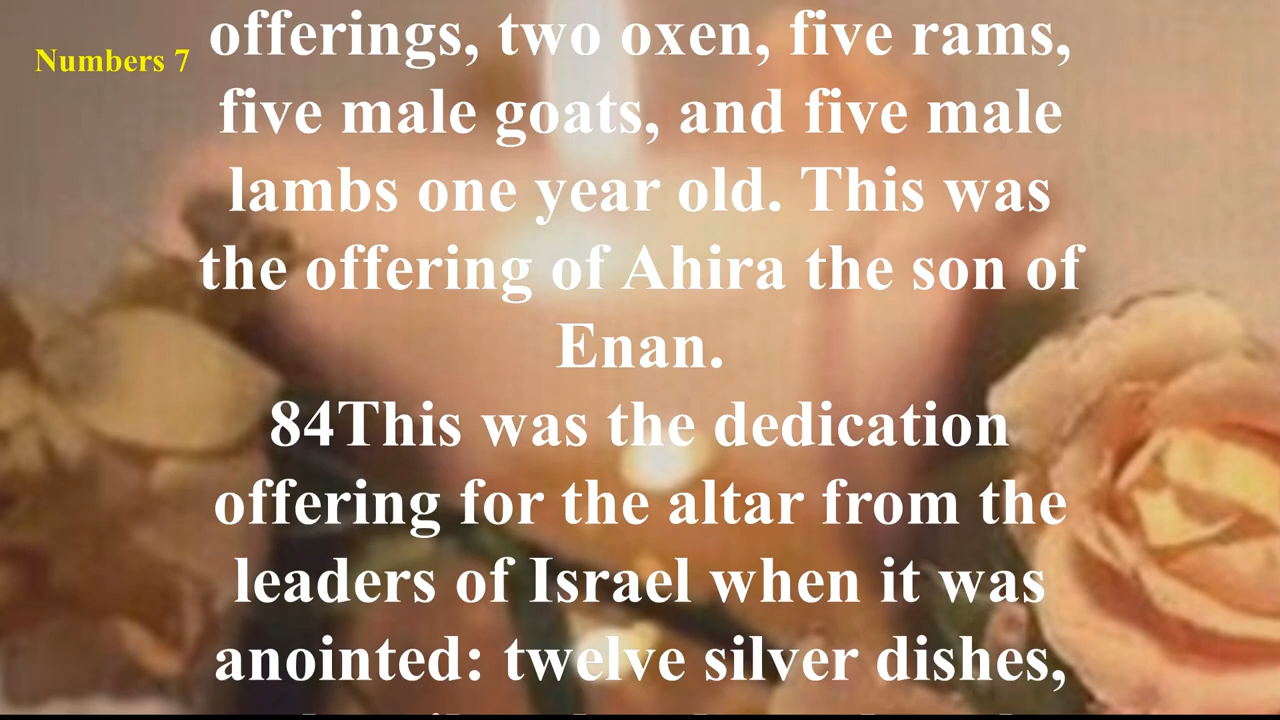 Numbers 7
offerings, two oxen, five rams,
five male goats, and five male
lambs one year old. This was
the offering of Ahira the son of
Enan.
84This was the dedication
offering for the altar from the
leaders of Israel when it was
anointed: twelve silver dishes,